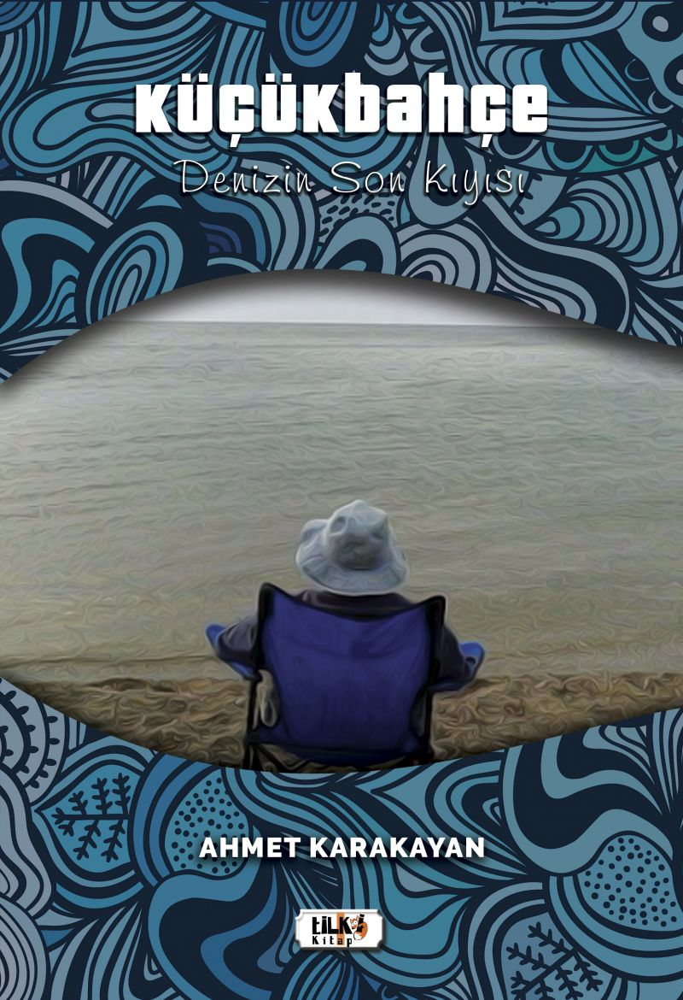 Küçükbahçe
Denizin Son Kıyısı
AHMET KARAKAYAN
tiLKi
Kitap